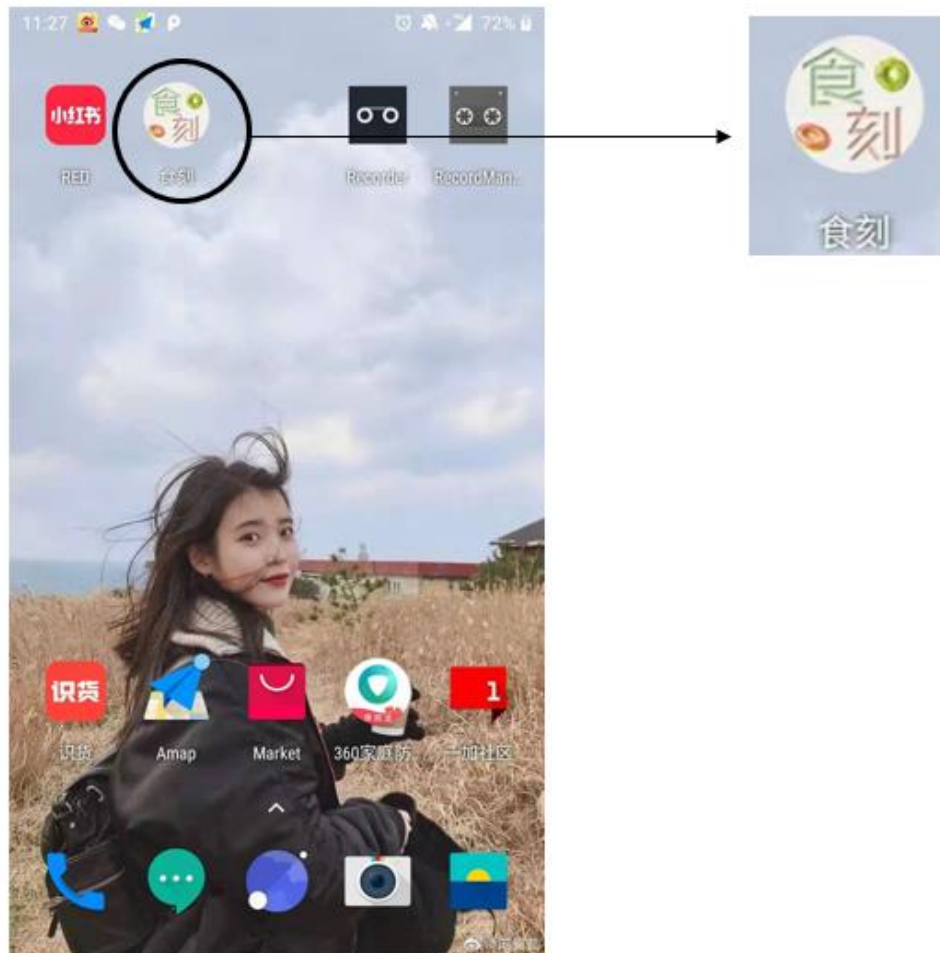 11:27
72%
小红书
食刻
RED
食刻
Recorder
RecordMan...
食刻
食刻
识货
1
识货
Amap
Market
360家庭防..
一加社区